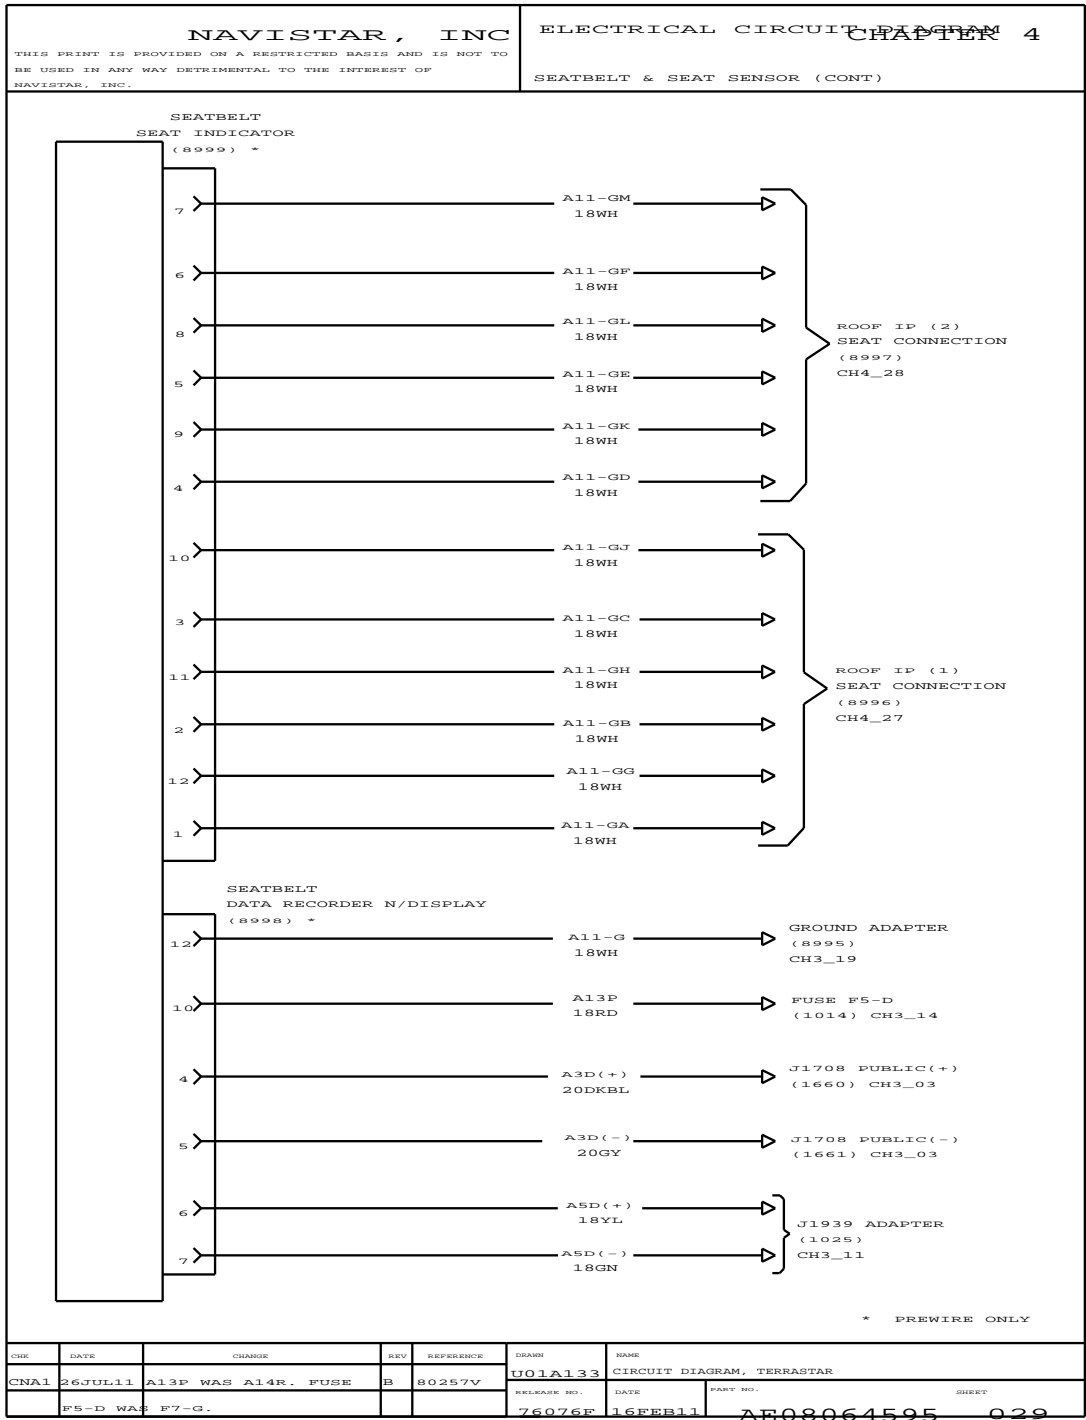 NAVISTAR, INC
THIS PRINT IS PROVIDED ON A RESTRICTED BASIS AND IS NOT TO
BE USED IN ANY WAY DETRIMENTAL TO THE INTEREST OF
NAVISTAR, INC.
ELECTRICAL CIRCUIT DIAGRAM
CHAPTER 4
SEATBELT & SEAT SENSOR (CONT)
SEATBELT
SEAT INDICATOR
(8999) *
7 A11-GM
18WH
6 A11-GF
18WH
8 A11-GL
18WH
5 A11-GE
18WH
9 A11-GK
18WH
4 A11-GD
18WH
ROOF IP (2)
SEAT CONNECTION
(8997)
CH4_28
10 A11-GJ
18WH
3 A11-GC
18WH
11 A11-GH
18WH
2 A11-GB
18WH
12 A11-GG
18WH
1 A11-GA
18WH
ROOF IP (1)
SEAT CONNECTION
(8996)
CH4_27
SEATBELT
DATA RECORDER N/DISPLAY
(8998) *
12 A11-G
18WH
GROUND ADAPTER
(8995)
CH3_19
10 A13P
18RD
FUSE F5-D
(1014) CH3_14
4 A3D(+)
20DKBL
J1708 PUBLIC(+)
(1660) CH3_03
5 A3D(-)
20GY
J1708 PUBLIC(-)
(1661) CH3_03
6 A5D(+)
18YL
7 A5D(-)
18GN
J1939 ADAPTER
(1025)
CH3_11
* PREWIRE ONLY
CHK DATE CHANGE REV REFERENCE
CNA1 26JUL11 A13P WAS A14R. FUSE B 80257V
F5-D WAS F7-G.
DRAWN NAME
U01A133 CIRCUIT DIAGRAM, TERRASTAR
RELEASE NO. DATE PART NO. SHEET
76076F 16FEB11 AE08064595 029